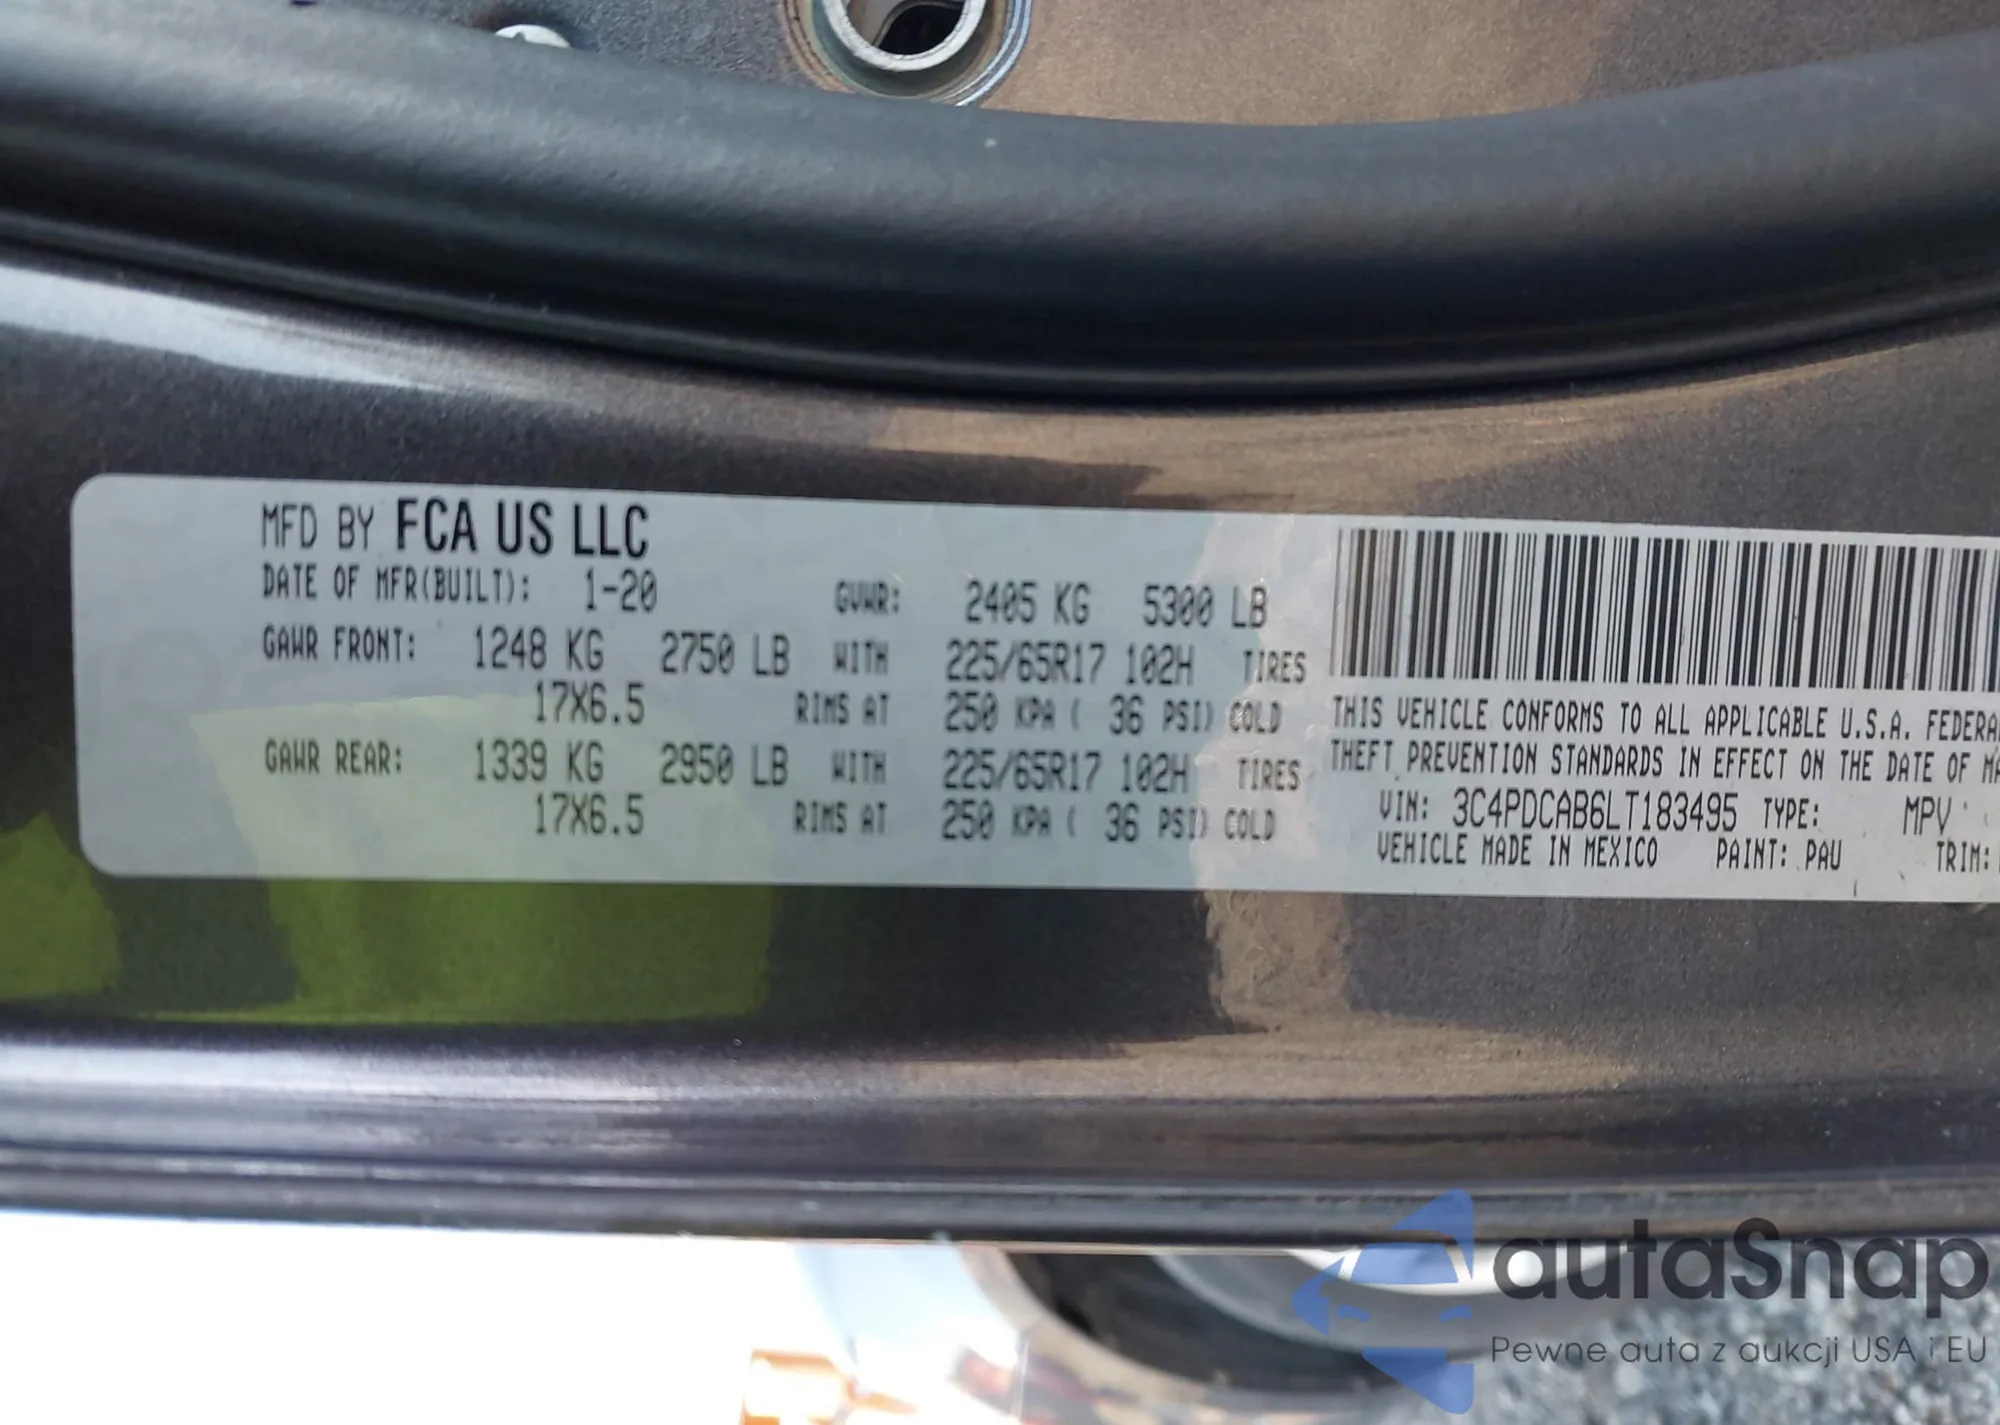 MFD BY FCA US LLC
DATE OF MFR(BUILT): 1-20 GVWR: 2405 KG 5300 LB
GAWR FRONT: 1248 KG 2750 LB WITH 225/65R17 102H TIRES
17X6.5 RIMS AT 250 KPA ( 36 PSI) COLD
GAWR REAR: 1339 KG 2950 LB WITH 225/65R17 102H TIRES
17X6.5 RIMS AT 250 KPA ( 36 PSI) COLD
THIS VEHICLE CONFORMS TO ALL APPLICABLE U.S.A. FEDERA
THEFT PREVENTION STANDARDS IN EFFECT ON THE DATE OF MA
VIN: 3C4PDCAB6LT183495 TYPE: MPV
VEHICLE MADE IN MEXICO PAINT: PAU TRIM:
autaSnap
Pewne auta z aukcji USA i EU